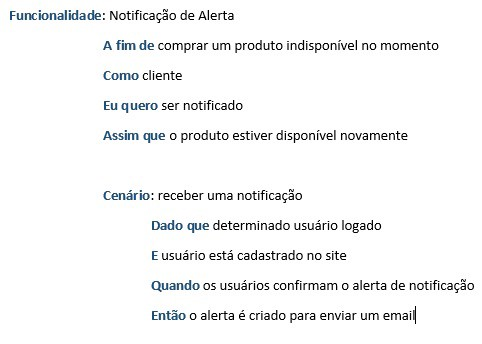 Funcionalidade: Notificação de Alerta
A fim de comprar um produto indisponível no momento
Como cliente
Eu quero ser notificado
Assim que o produto estiver disponível novamente
Cenário: receber uma notificação
Dado que determinado usuário logado
E usuário está cadastrado no site
Quando os usuários confirmam o alerta de notificação
Então o alerta é criado para enviar um email